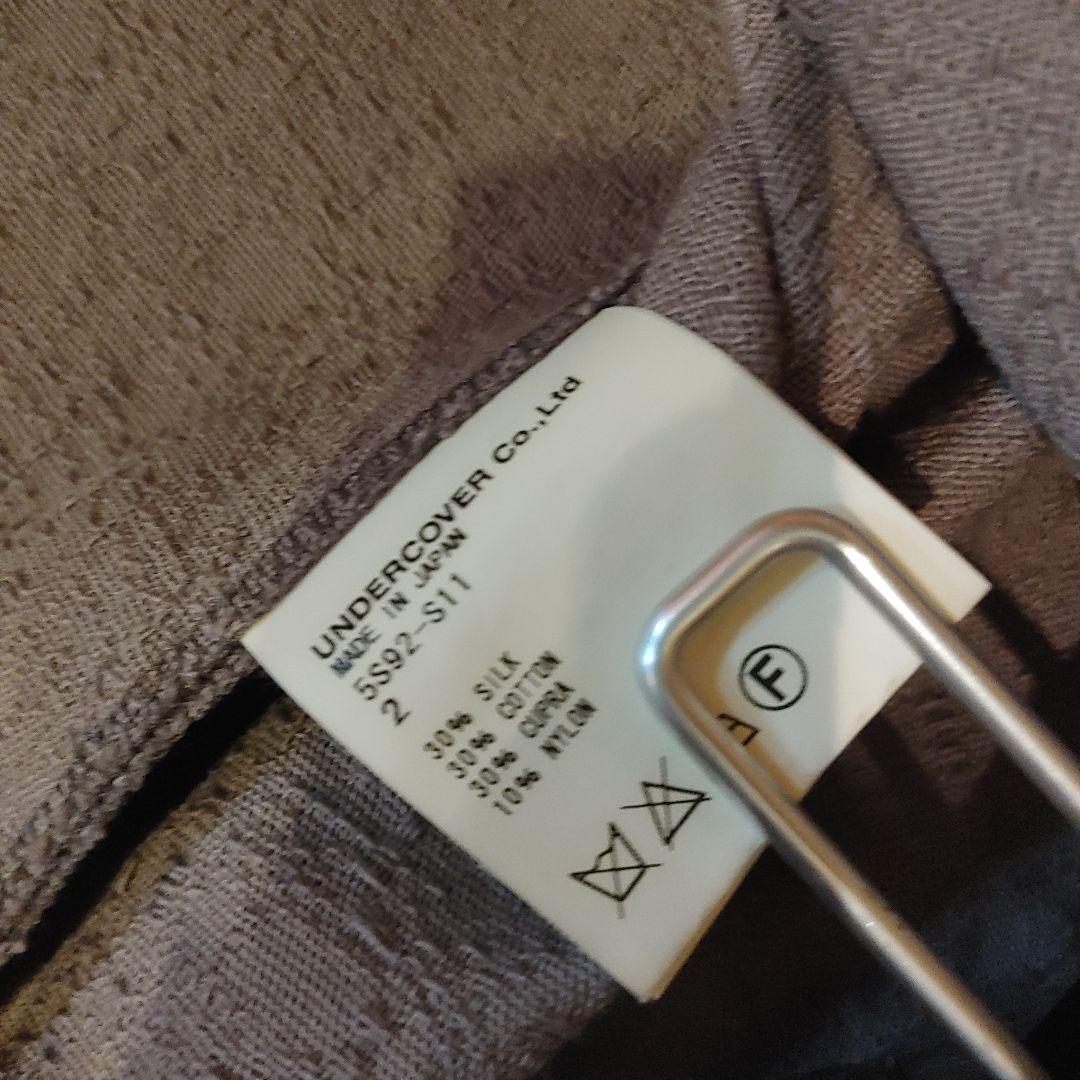 UNDERCOVER Co.,Ltd
MADE IN JAPAN
5S92-S11
2
30% SILK
30% COTTON
30% CUPRA
10% NYLON
F